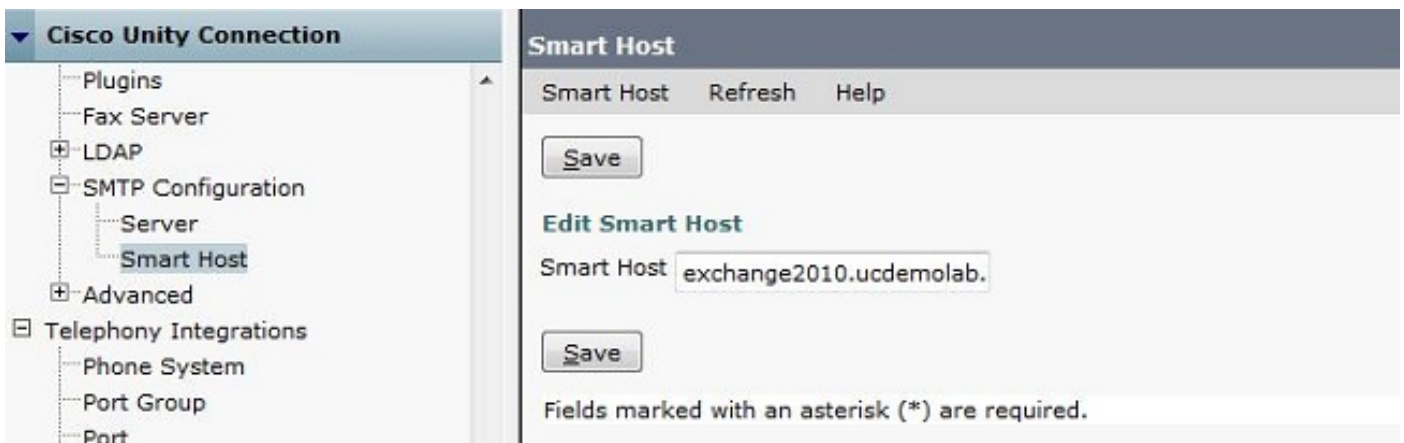 Cisco Unity Connection
Plugins
Fax Server
LDAP
SMTP Configuration
Server
Smart Host
Advanced
Telephony Integrations
Phone System
Port Group
Port
Smart Host
Smart Host Refresh Help
Save
Edit Smart Host
Smart Host exchange2010.ucdemolab.
Save
Fields marked with an asterisk (*) are required.